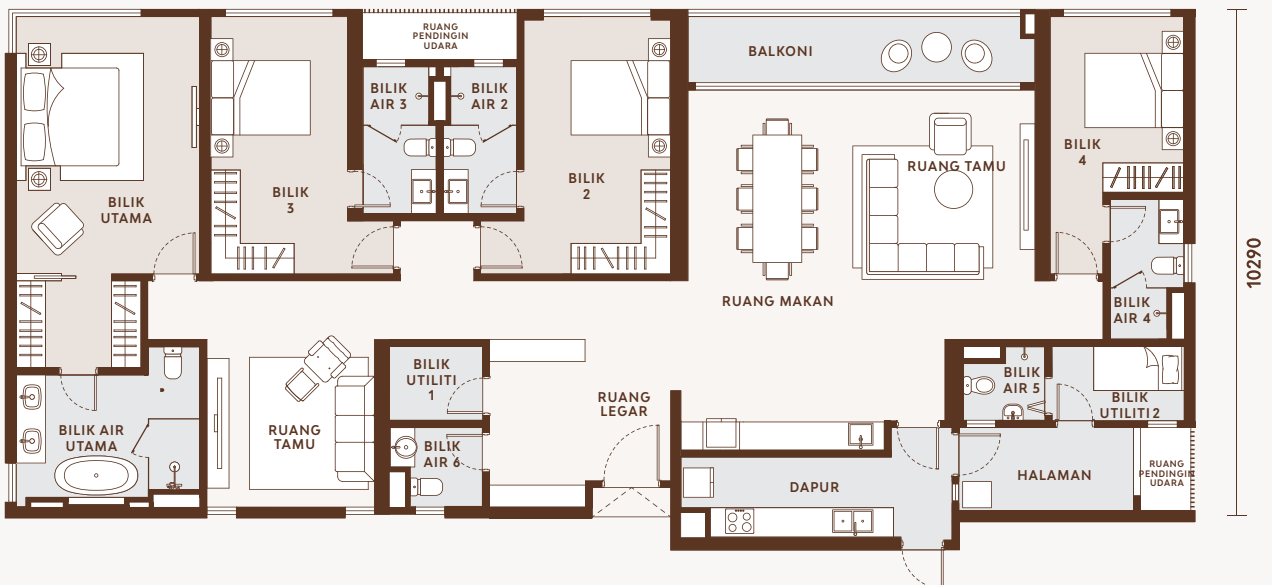 RUANG
PENDINGIN
UDARA
BALKONI
BILIK
AIR 3
BILIK
AIR 2
BILIK
4
RUANG TAMU
BILIK
UTAMA
BILIK
3
BILIK
2
10290
RUANG MAKAN
BILIK
AIR 4
BILIK
UTILITI
1
BILIK
AIR 5
RUANG
LEGAR
BILIK
UTILITI 2
BILIK AIR
UTAMA
RUANG
TAMU
BILIK
AIR 6
DAPUR
HALAMAN
RUANG
PENDINGIN
UDARA